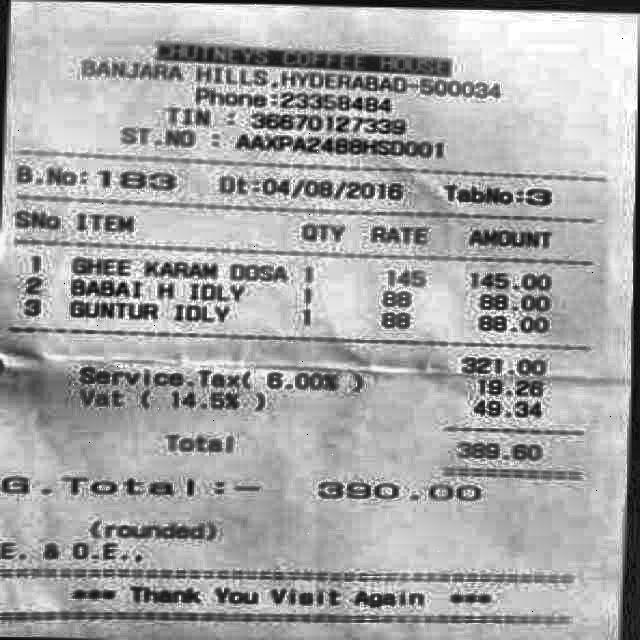 CHUTNEYS COFFEE HOUSE
BANJARA HILLS,HYDERABAD-500034
Phone:23358484
TIN : 36870127339
ST.NO : AAXPA2488HSD001
B.No:183 Dt:04/08/2016 TabNo:3
SNo ITEM QTY RATE AMOUNT
1 GHEE KARAM DOSA 1 145 145.00
2 BABAI H IDLY 1 88 88.00
3 GUNTUR IDLY 1 88 88.00
321.00
Service.Tax( 6.00% ) 19.26
Vat ( 14.5% ) 49.34
Total 389.60
G.Total:- 390.00
(rounded)
E. & O.E.,
*** Thank You Visit Again ***